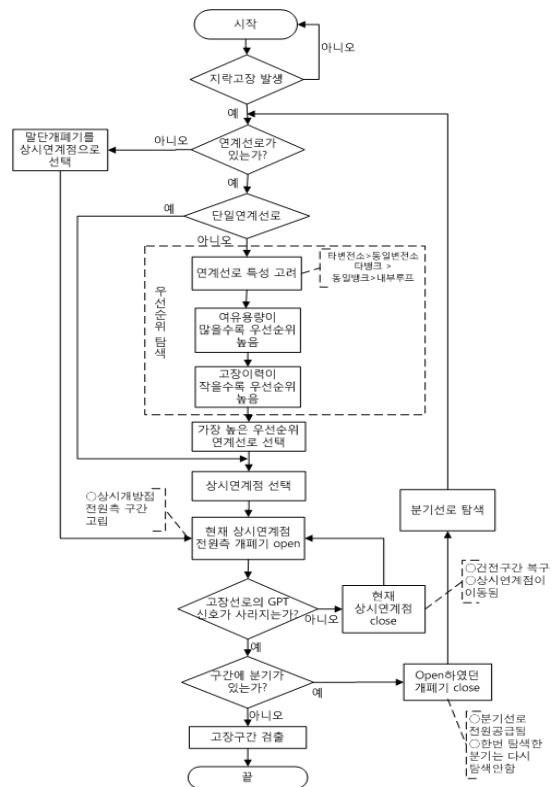 시작
아니오
지락고장 발생
예
말단개폐기를
상시연계점으로
선택
아니오
연계선로가
있는가?
예
예
단일연계선로
아니오
우선순위 탐색
연계선로 특성 고려
타변전소>동일변전소
타뱅크 >
동일뱅크>내부루프
여유용량이
많을수록 우선순위
높음
고장이력이
작을수록 우선순위
높음
가장 높은 우선순위
연계선로 선택
상시연계점 선택
분기선로 탐색
○상시개방점
전원측 구간
고립
현재 상시연계점
전원측 개폐기 open
○건전구간 복구
○상시연계점이
이동됨
고장선로의 GPT
신호가 사라지는가?
아니오
현재
상시연계점
close
예
구간에 분기가
있는가?
예
Open하였던
개폐기 close
아니오
○분기선로
전원공급됨
○한번 탐색한
분기는 다시
탐색안함
고장구간 검출
끝